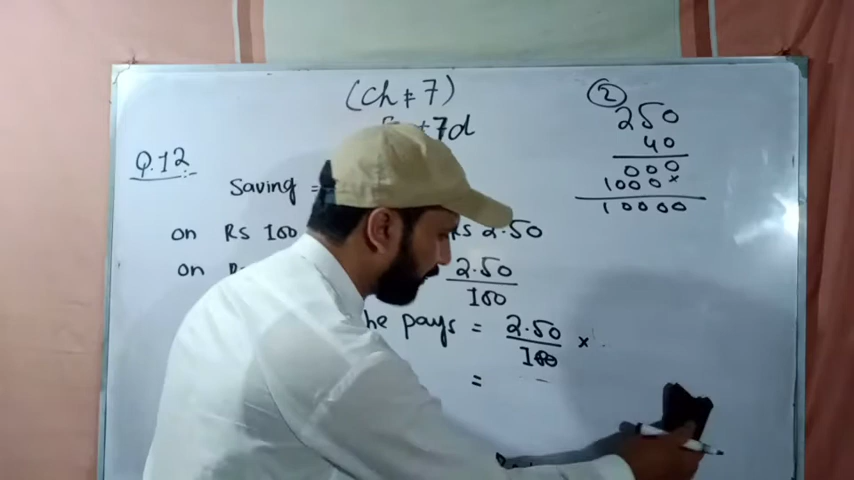 (ch # 7)
7d
Q.12
Saving =
on Rs 100 Rs 2.50
on 2.50
100
he pays = 2.50 ×
100
=
②
250
40
000
1000×
10000